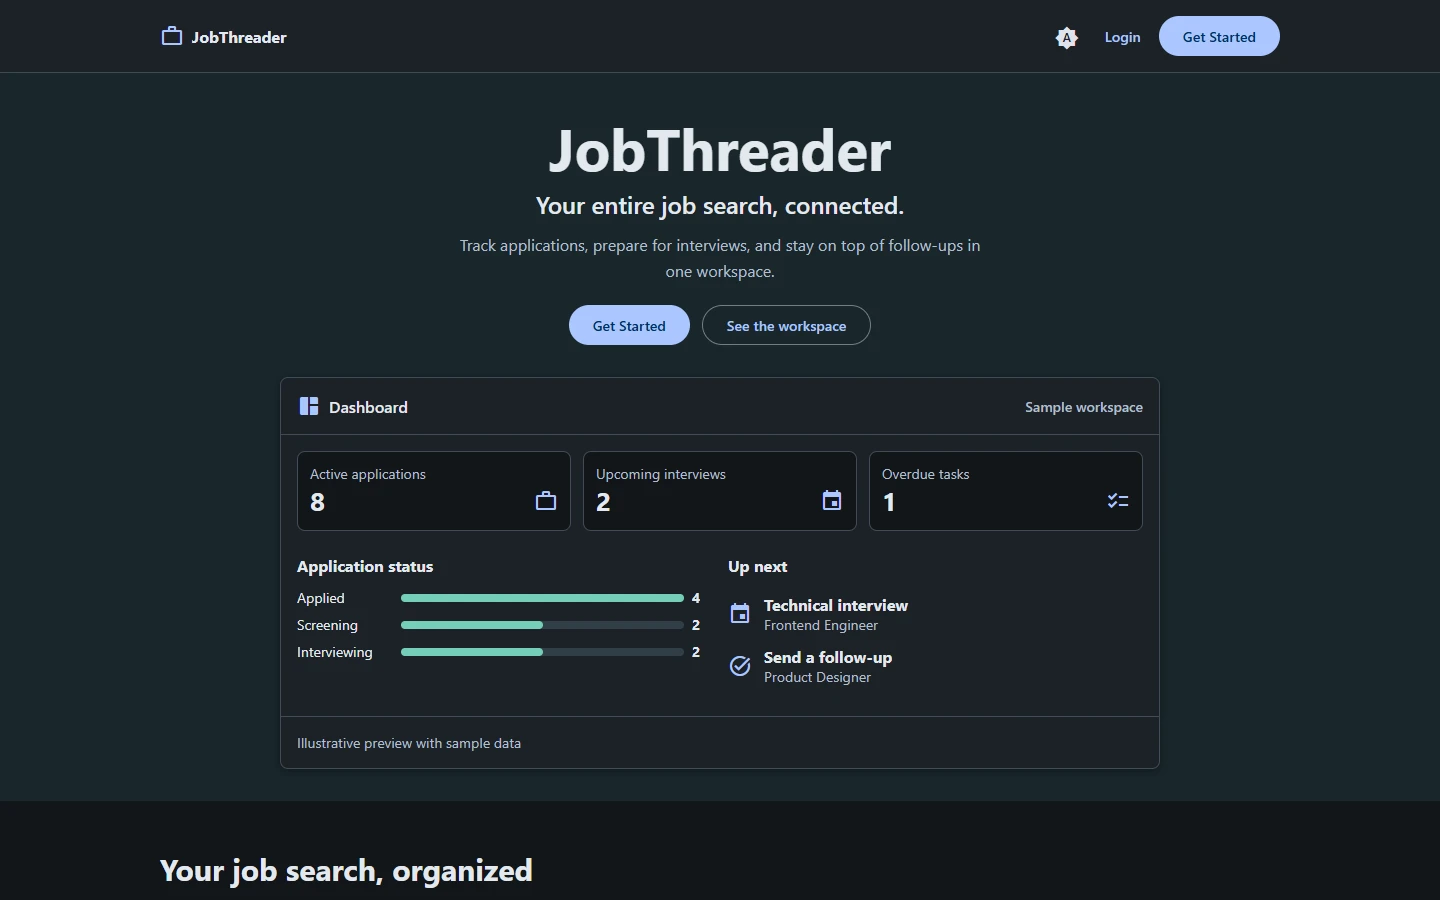 JobThreader
A
Login
Get Started
JobThreader
Your entire job search, connected.
Track applications, prepare for interviews, and stay on top of follow-ups in
one workspace.
Get Started
See the workspace
Dashboard
Sample workspace
Active applications
8
Upcoming interviews
2
Overdue tasks
1
Application status
Applied 4
Screening 2
Interviewing 2
Up next
Technical interview
Frontend Engineer
Send a follow-up
Product Designer
Illustrative preview with sample data
Your job search, organized